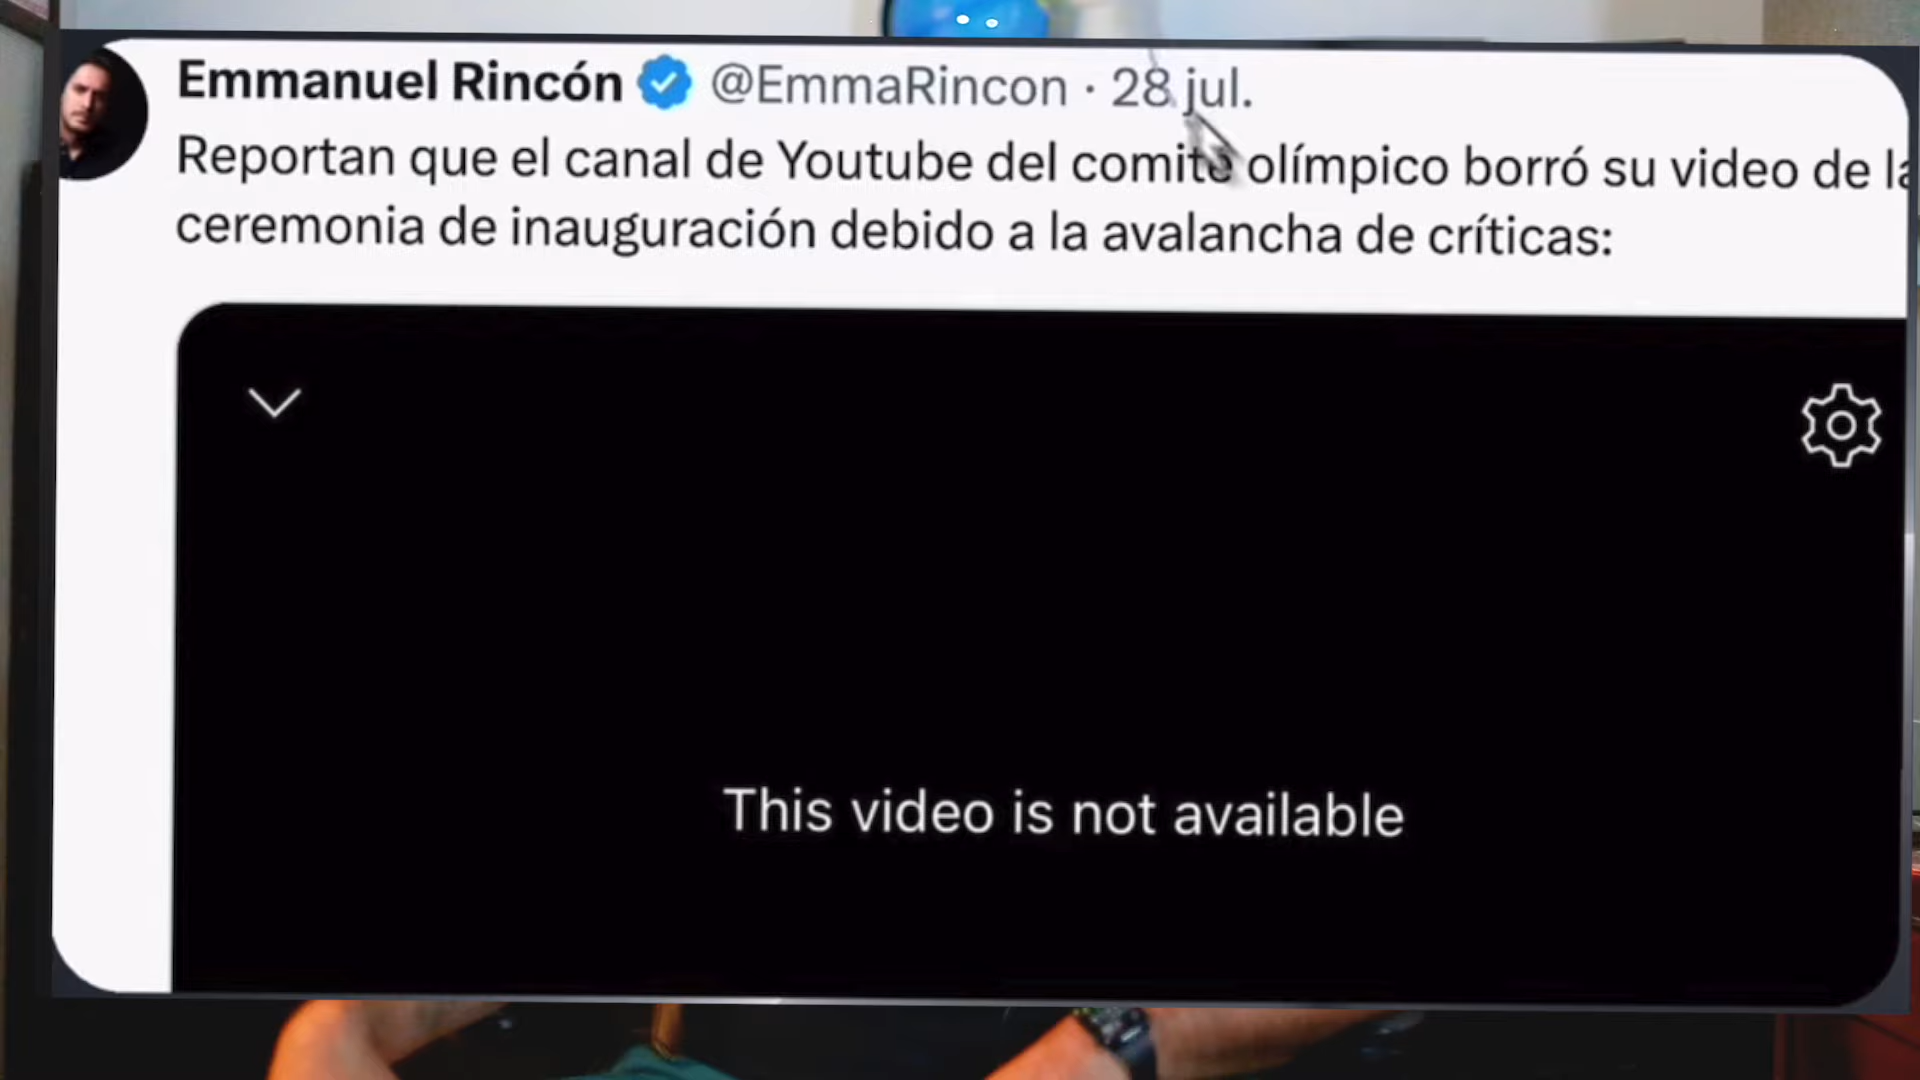 Emmanuel Rincón @EmmaRincon · 28 jul.
Reportan que el canal de Youtube del comité olímpico borró su video de la
ceremonia de inauguración debido a la avalancha de críticas:
This video is not available